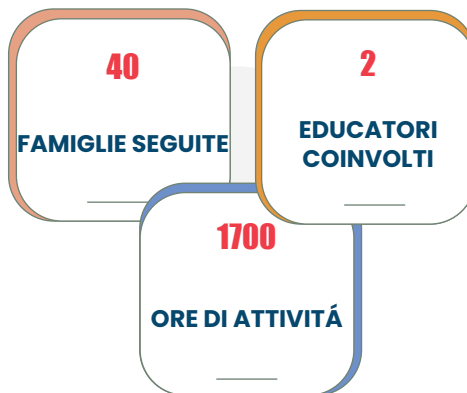 40
FAMIGLIE SEGUITE
2
EDUCATORI
COINVOLTI
1700
ORE DI ATTIVITÁ